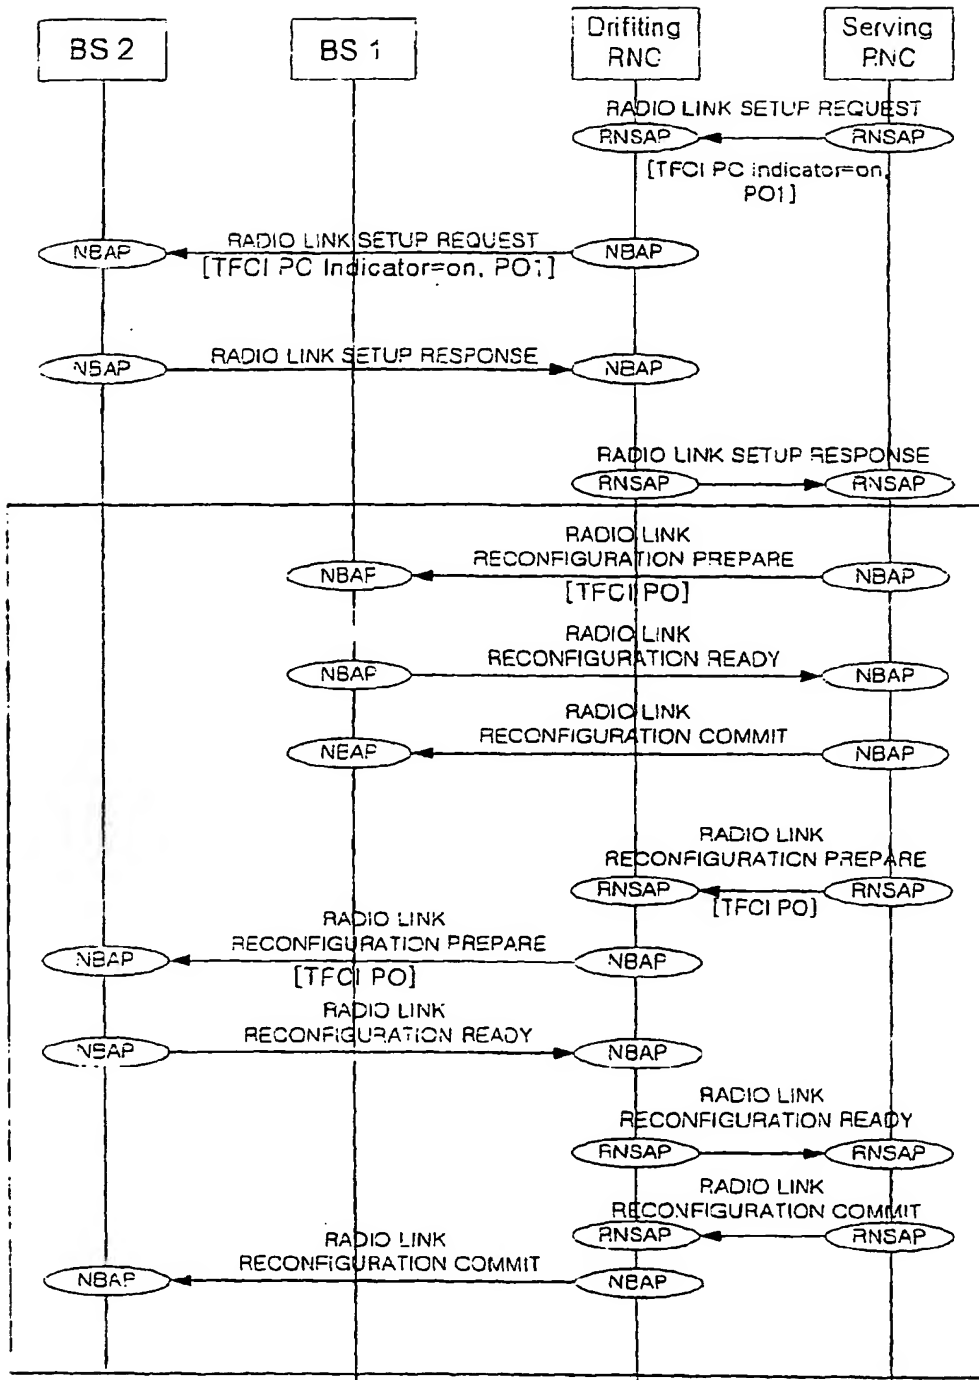 BS 2
BS 1
Drifiting
RNC
Serving
RNC
RADIO LINK SETUP REQUEST
RNSAP
RNSAP
[TFCI PC indicator=on,
PO1]
RADIO LINK SETUP REQUEST
NBAP
NBAP
[TFCI PC Indicator=on, PO1]
RADIO LINK SETUP RESPONSE
NBAP
NBAP
RADIO LINK SETUP RESPONSE
RNSAP
RNSAP
RADIO LINK
RECONFIGURATION PREPARE
NBAP
NBAP
[TFCI PO]
RADIO LINK
RECONFIGURATION READY
NBAP
NBAP
RADIO LINK
RECONFIGURATION COMMIT
NBAP
NBAP
RADIO LINK
RECONFIGURATION PREPARE
RNSAP
RNSAP
[TFCI PO]
RADIO LINK
RECONFIGURATION PREPARE
NBAP
NBAP
[TFCI PO]
RADIO LINK
RECONFIGURATION READY
NBAP
NBAP
RADIO LINK
RECONFIGURATION READY
RNSAP
RNSAP
RADIO LINK
RECONFIGURATION COMMIT
RNSAP
RNSAP
RADIO LINK
RECONFIGURATION COMMIT
NBAP
NBAP